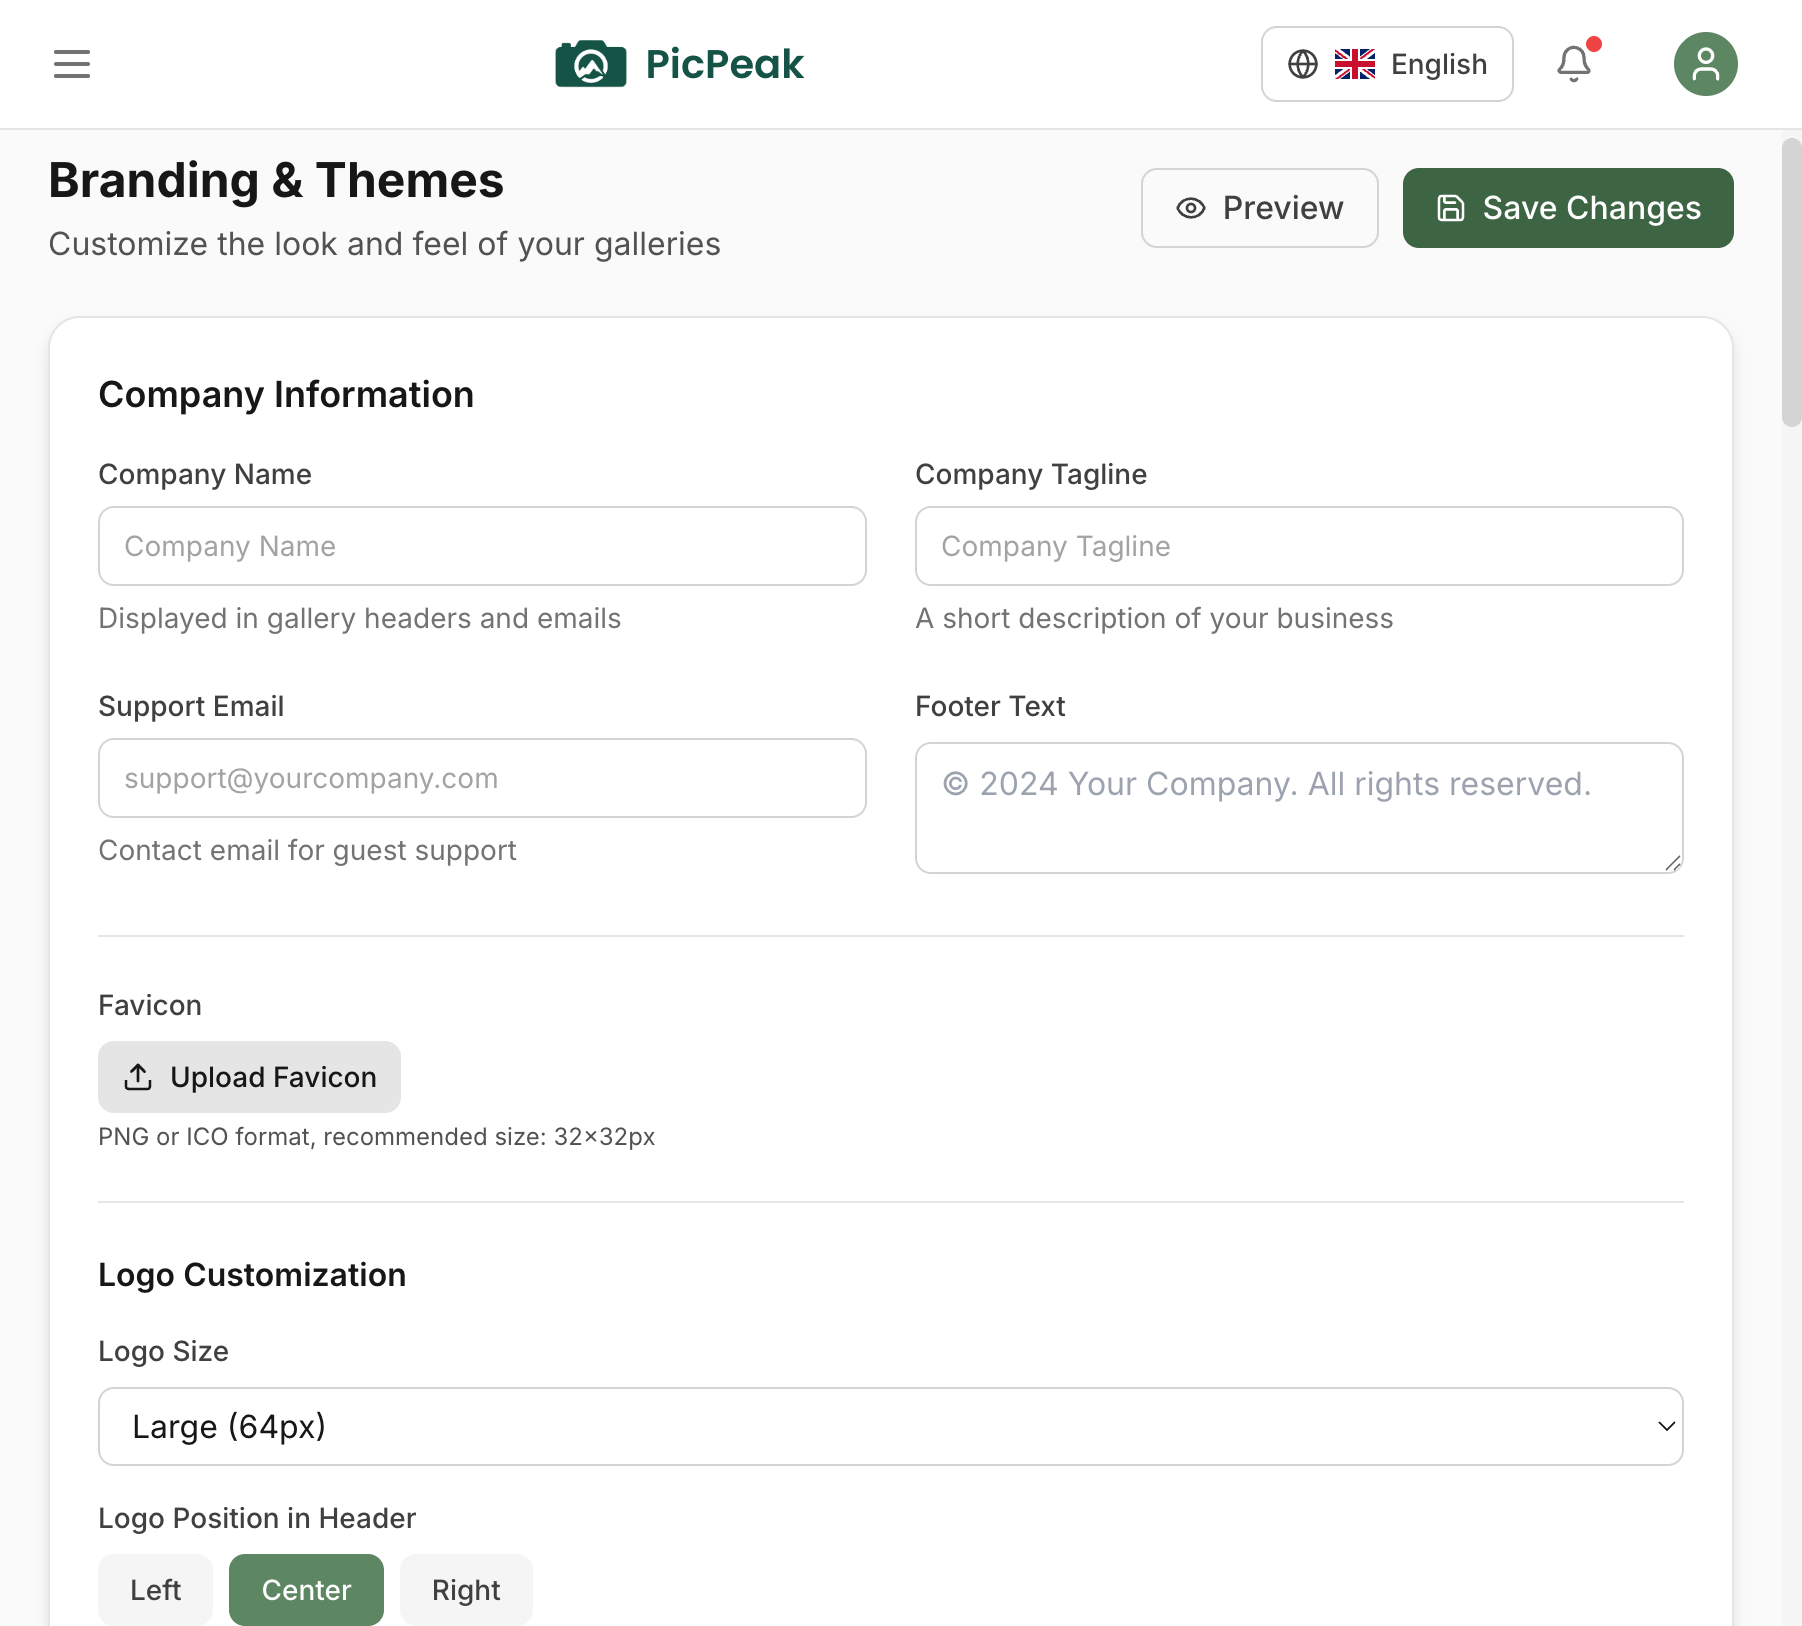 PicPeak
English
Branding & Themes
Customize the look and feel of your galleries
Preview
Save Changes
Company Information
Company Name
Company Tagline
Company Name
Company Tagline
Displayed in gallery headers and emails
A short description of your business
Support Email
Footer Text
support@yourcompany.com
© 2024 Your Company. All rights reserved.
Contact email for guest support
Favicon
Upload Favicon
PNG or ICO format, recommended size: 32×32px
Logo Customization
Logo Size
Large (64px)
Logo Position in Header
Left
Center
Right